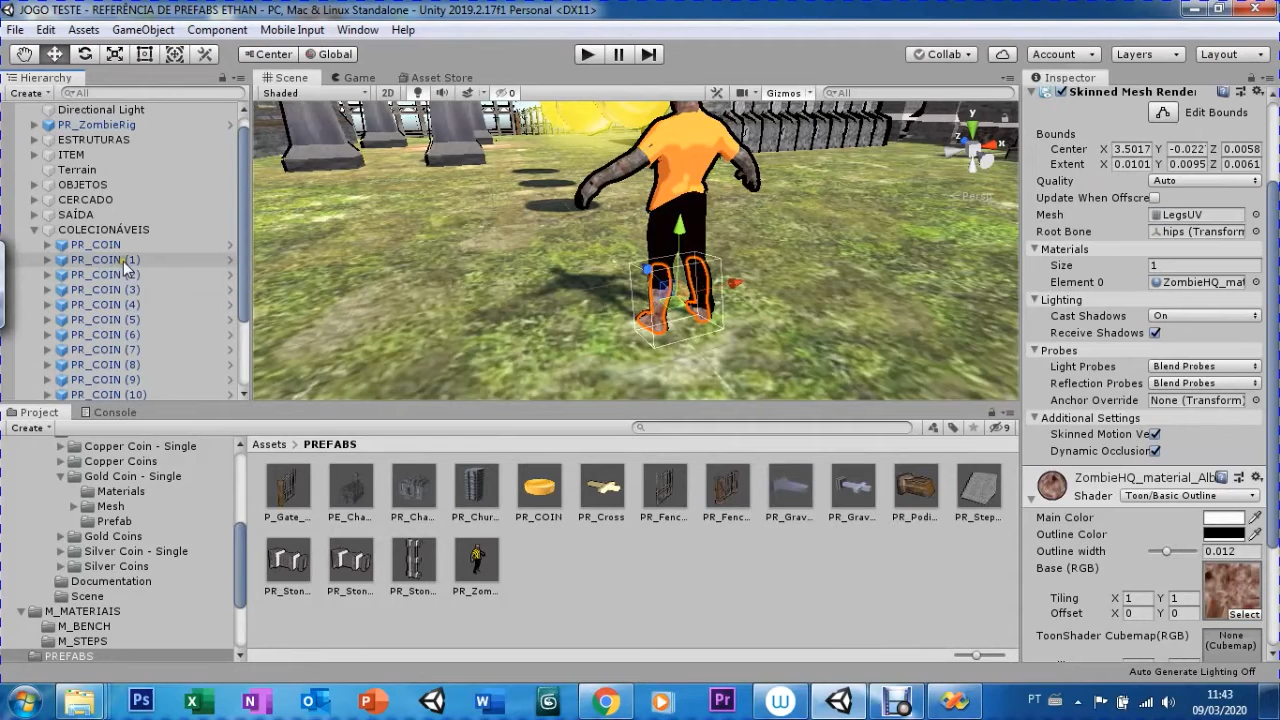 JOGO TESTE - REFERÊNCIA DE PREFABS ETHAN - PC, Mac & Linux Standalone - Unity 2019.2.17f1 Personal <DX11>
File Edit Assets GameObject Component Mobile Input Window Help
Center Global Collab Account Layers Layout
Hierarchy Scene Game Asset Store Inspector
Create All Shaded 2D 0 Gizmos All
Directional Light
PR_ZombieRig
ESTRUTURAS
ITEM
Terrain
OBJETOS
CERCADO
SAÍDA
COLECIONÁVEIS
PR_COIN
PR_COIN (1)
PR_COIN (2)
PR_COIN (3)
PR_COIN (4)
PR_COIN (5)
PR_COIN (6)
PR_COIN (7)
PR_COIN (8)
PR_COIN (9)
PR_COIN (10)
y
x
z
Persp
Skinned Mesh Render
Edit Bounds
Bounds
Center X 3.5017 Y -0.022 Z 0.0058
Extent X 0.0101 Y 0.0095 Z 0.0061
Quality Auto
Update When Offscre
Mesh LegsUV
Root Bone hips (Transform
Materials
Size 1
Element 0 ZombieHQ_mat
Lighting
Cast Shadows On
Receive Shadows
Probes
Light Probes Blend Probes
Reflection Probes Blend Probes
Anchor Override None (Transform)
Additional Settings
Skinned Motion Ve
Dynamic Occlusion
ZombieHQ_material_Alb
Shader Toon/Basic Outline
Main Color
Outline Color
Outline width 0.012
Base (RGB)
Tiling X 1 Y 1
Offset X 0 Y 0
Select
ToonShader Cubemap(RGB)
None
(Cubemap)
Project Console
Create 9
Copper Coin - Single
Copper Coins
Gold Coin - Single
Materials
Mesh
Prefab
Gold Coins
Silver Coin - Single
Silver Coins
Documentation
Scene
M_MATERIAIS
M_BENCH
M_STEPS
PREFABS
Assets PREFABS
P_Gate_... PE_Cha... PR_Cha... PR_Chur... PR_COIN PR_Cross PR_Fenc... PR_Fenc... PR_Grav... PR_Grav... PR_Podi... PR_Step...
PR_Ston... PR_Ston... PR_Ston... PR_Zom...
Auto Generate Lighting Off
Ps Pr W PT 11:43
09/03/2020